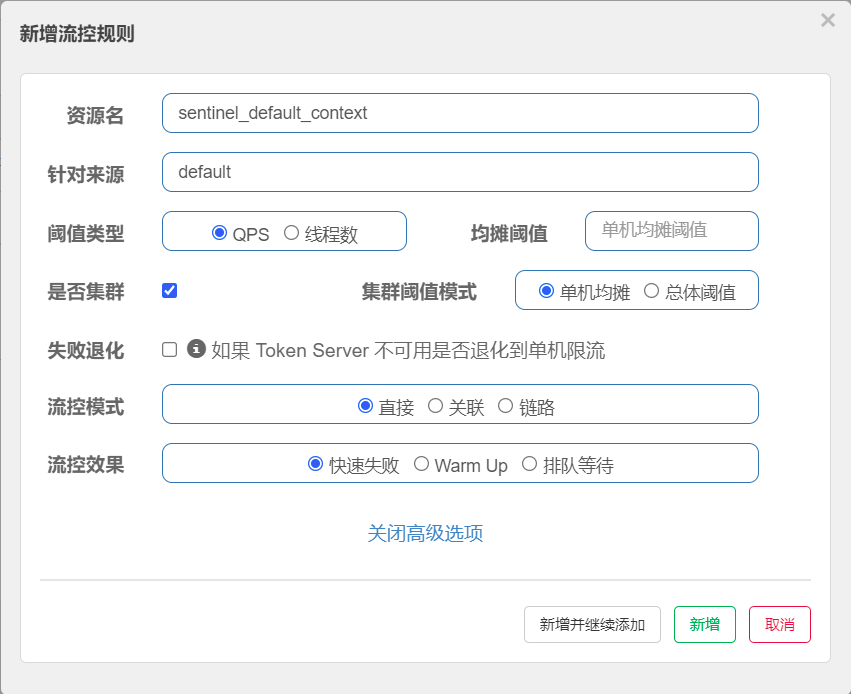 新增流控规则
×
资源名 sentinel_default_context
针对来源 default
阈值类型 QPS 线程数 均摊阈值 单机均摊阈值
是否集群 集群阈值模式 单机均摊 总体阈值
失败退化 如果 Token Server 不可用是否退化到单机限流
流控模式 直接 关联 链路
流控效果 快速失败 Warm Up 排队等待
关闭高级选项
新增并继续添加 新增 取消